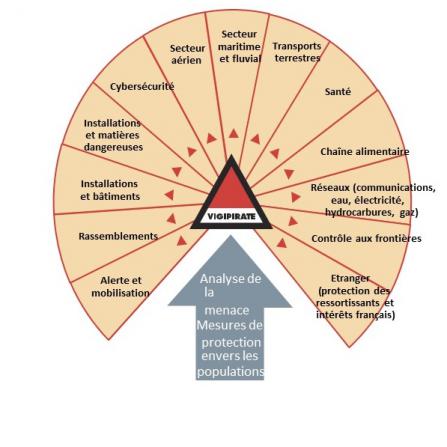 Alerte et
mobilisation
Rassemblements
Installations
et bâtiments
Installations
et matières
dangereuses
Cybersécurité
Secteur
aérien
Secteur
maritime
et fluvial
Transports
terrestres
Santé
Chaîne alimentaire
Réseaux (communications,
eau, électricité,
hydrocarbures, gaz)
Contrôle aux frontières
Etranger
(protection des
ressortissants et
intérêts français)
VIGIPIRATE
Analyse de
la
menace
Mesures de
protection
envers les
populations